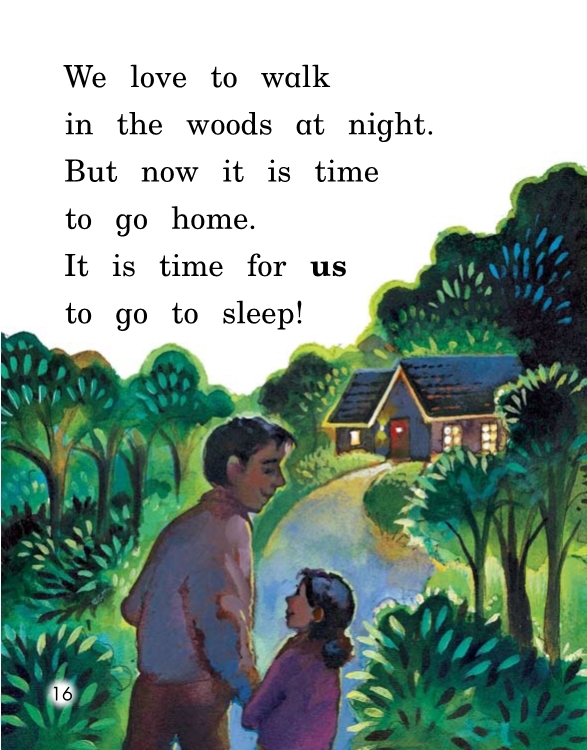 We love to walk
in the woods at night.
But now it is time
to go home.
It is time for us
to go to sleep!
16